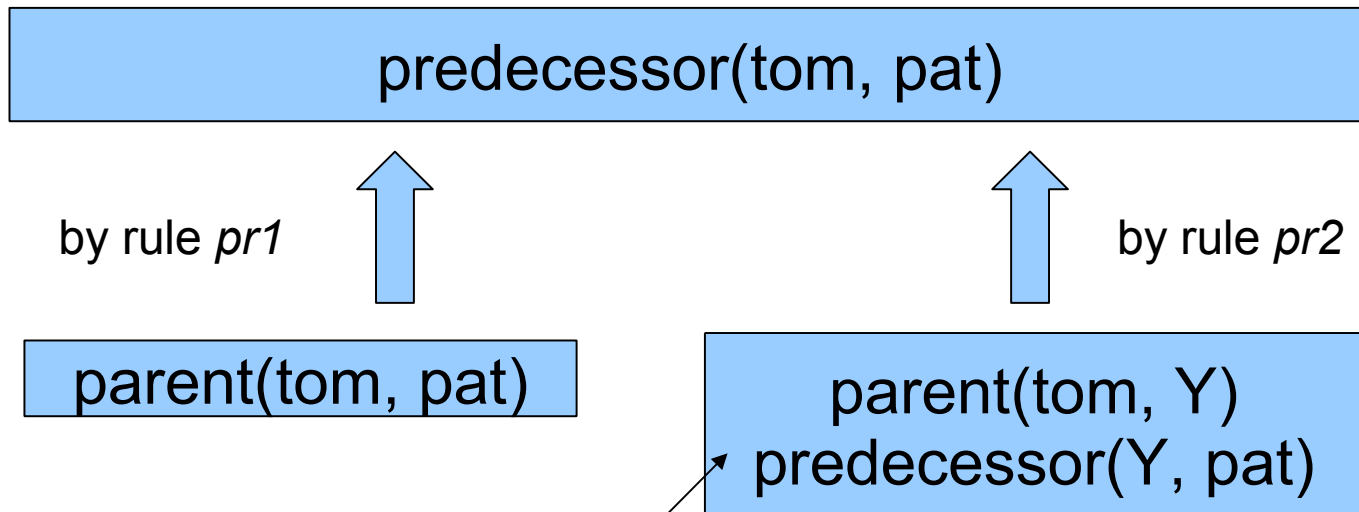 predecessor(tom, pat)
by rule pr1
by rule pr2
parent(tom, pat)
parent(tom, Y)
predecessor(Y, pat)